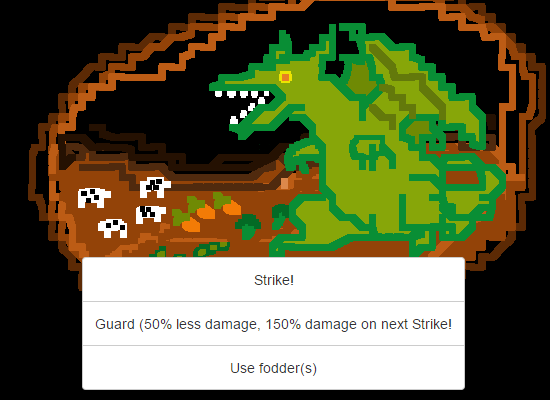 Strike!
Guard (50% less damage, 150% damage on next Strike!
Use fodder(s)